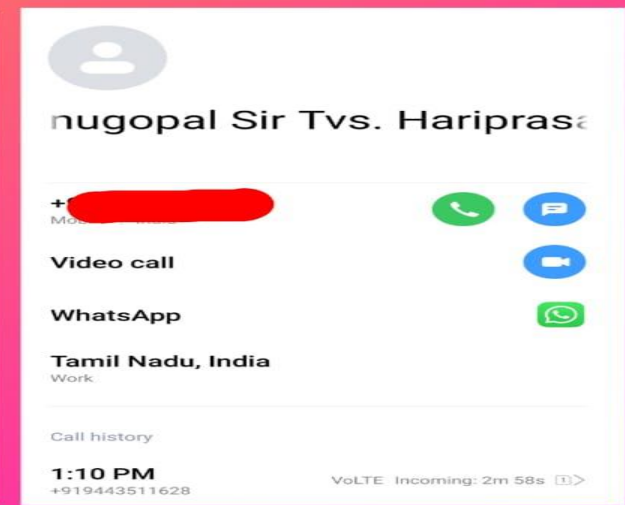 nugopal Sir Tvs. Hariprasa
+
Video call
WhatsApp
Tamil Nadu, India
Work
Call history
1:10 PM
VoLTE Incoming: 2m 58s 1
+919443511628